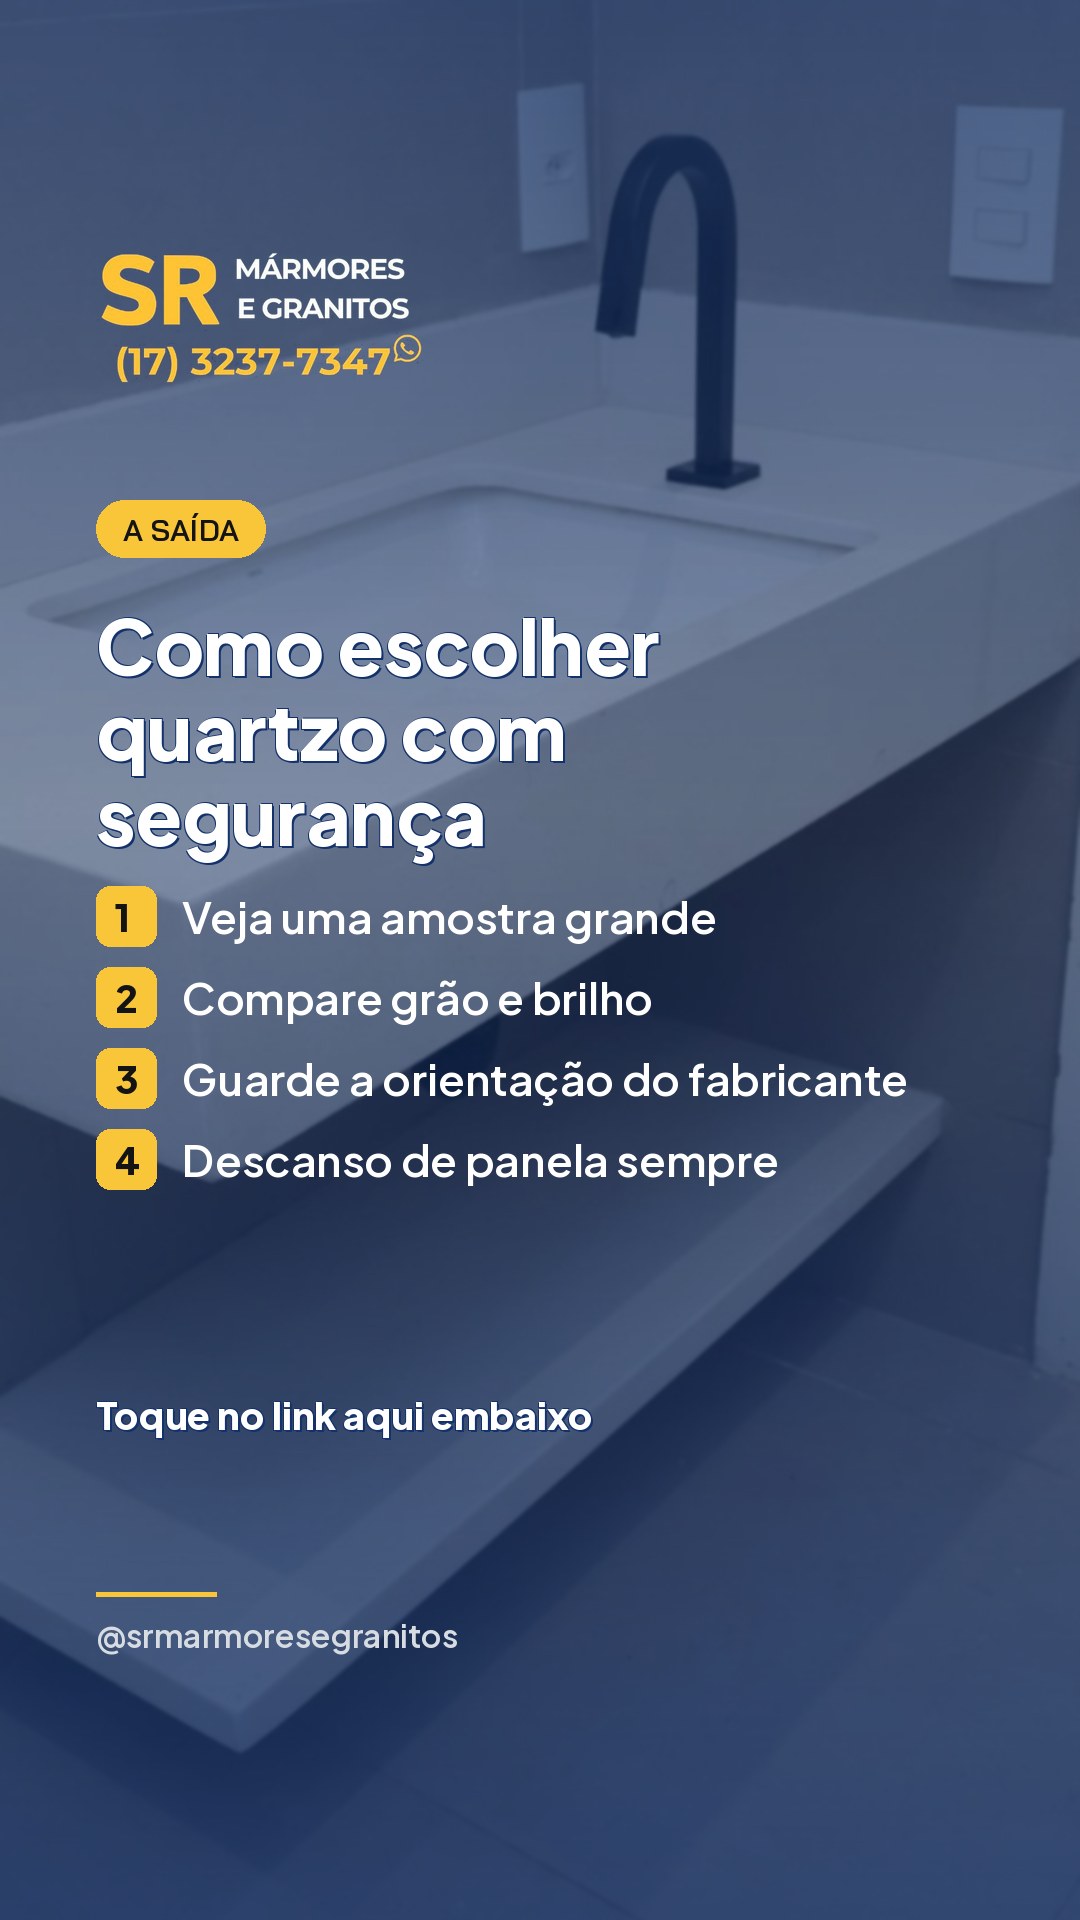 SR MÁRMORES
E GRANITOS
(17) 3237-7347
A SAÍDA
Como escolher
quartzo com
segurança
1 Veja uma amostra grande
2 Compare grão e brilho
3 Guarde a orientação do fabricante
4 Descanso de panela sempre
Toque no link aqui embaixo
@srmarmoresegranitos